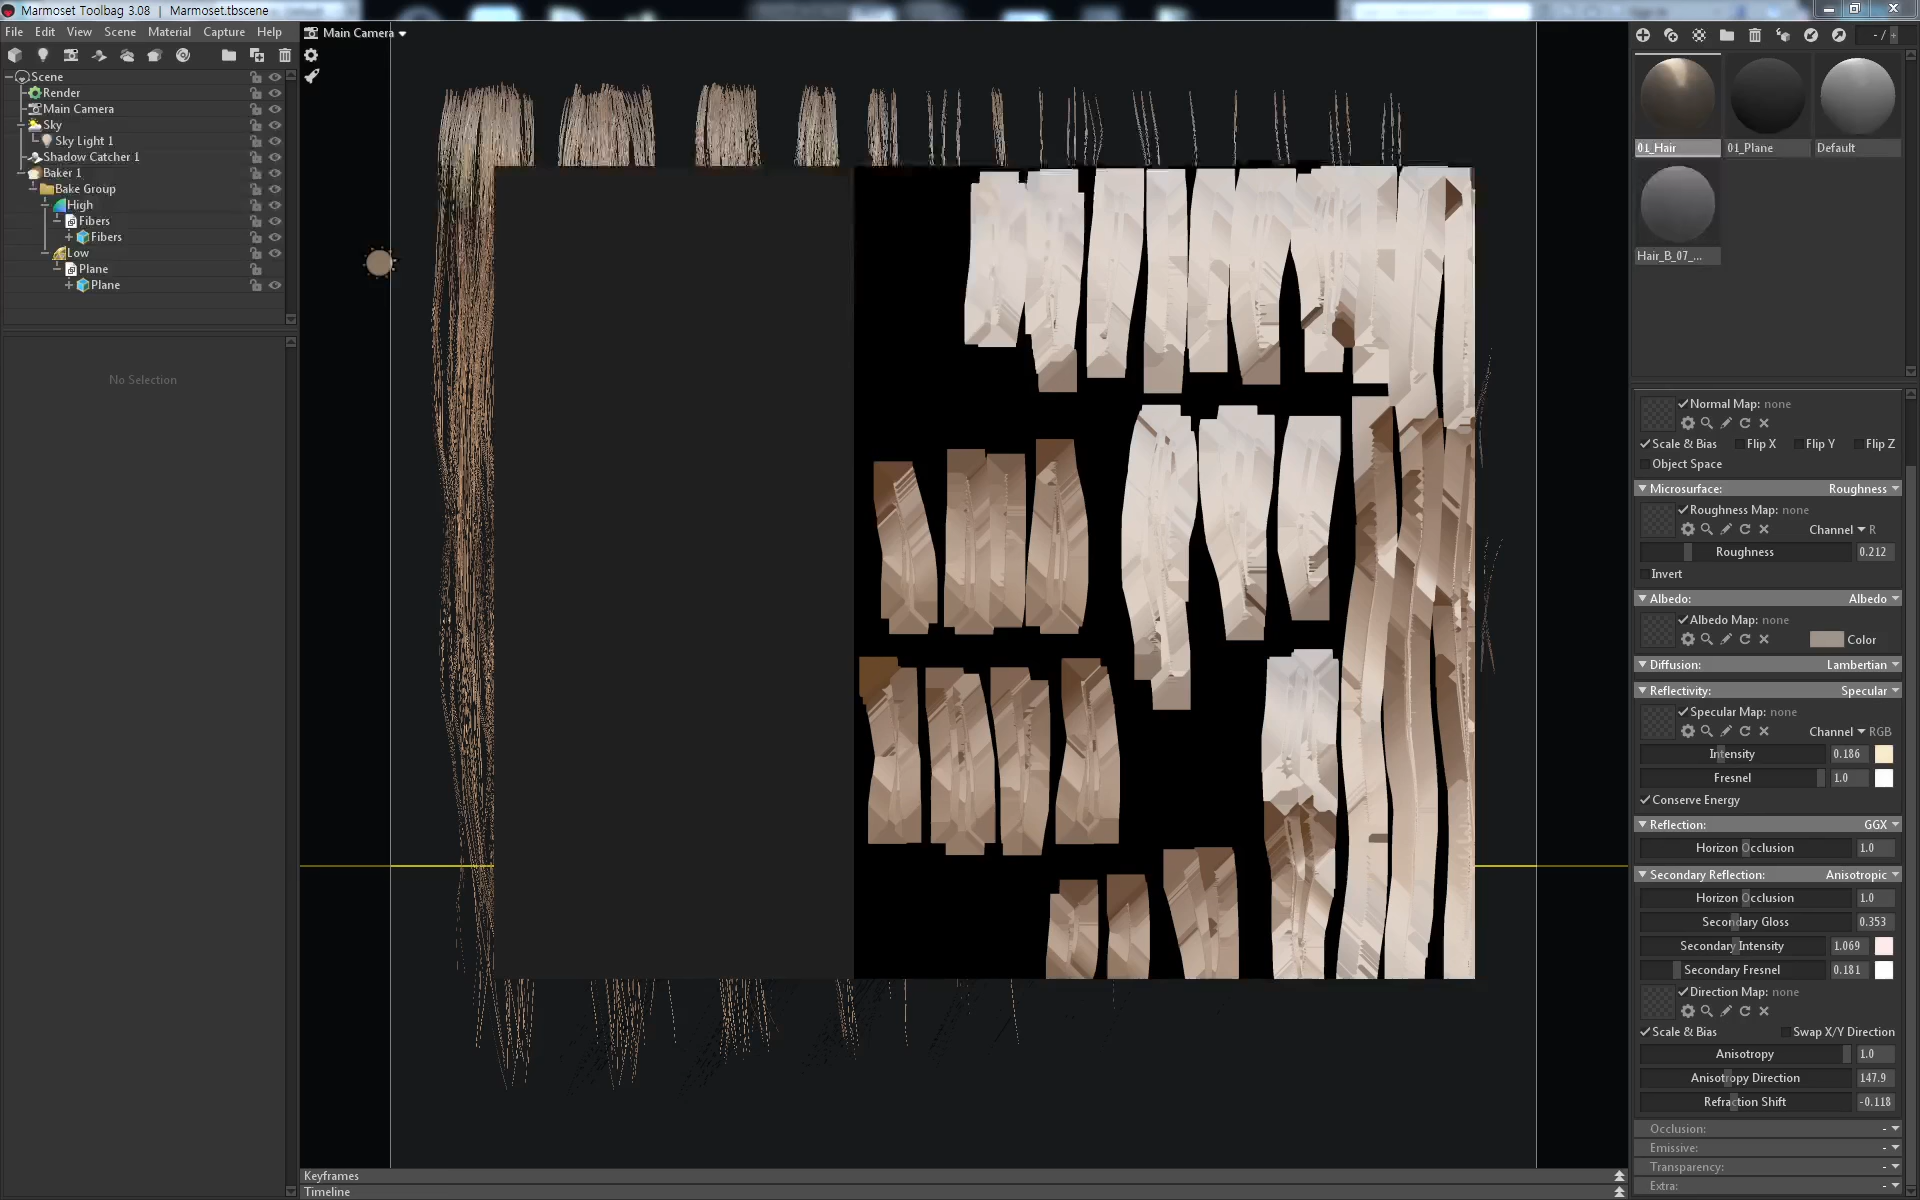 Marmoset Toolbag 3.08 | Marmoset.tbscene
File Edit View Scene Material Capture Help
Main Camera
- / +
Scene
Render
Main Camera
Sky
Sky Light 1
Shadow Catcher 1
Baker 1
Bake Group
High
Fibers
Fibers
Low
Plane
Plane
No Selection
01_Hair 01_Plane Default
Hair_B_07_...
Normal Map: none
Scale & Bias Flip X Flip Y Flip Z
Object Space
Microsurface: Roughness
Roughness Map: none
Channel R
Roughness 0.212
Invert
Albedo: Albedo
Albedo Map: none
Color
Diffusion: Lambertian
Reflectivity: Specular
Specular Map: none
Channel RGB
Intensity 0.186
Fresnel 1.0
Conserve Energy
Reflection: GGX
Horizon Occlusion 1.0
Secondary Reflection: Anisotropic
Horizon Occlusion 1.0
Secondary Gloss 0.353
Secondary Intensity 1.069
Secondary Fresnel 0.181
Direction Map: none
Scale & Bias Swap X/Y Direction
Anisotropy 1.0
Anisotropy Direction 147.9
Refraction Shift -0.118
Occlusion: -
Emissive: -
Transparency: -
Extra: -
Keyframes
Timeline